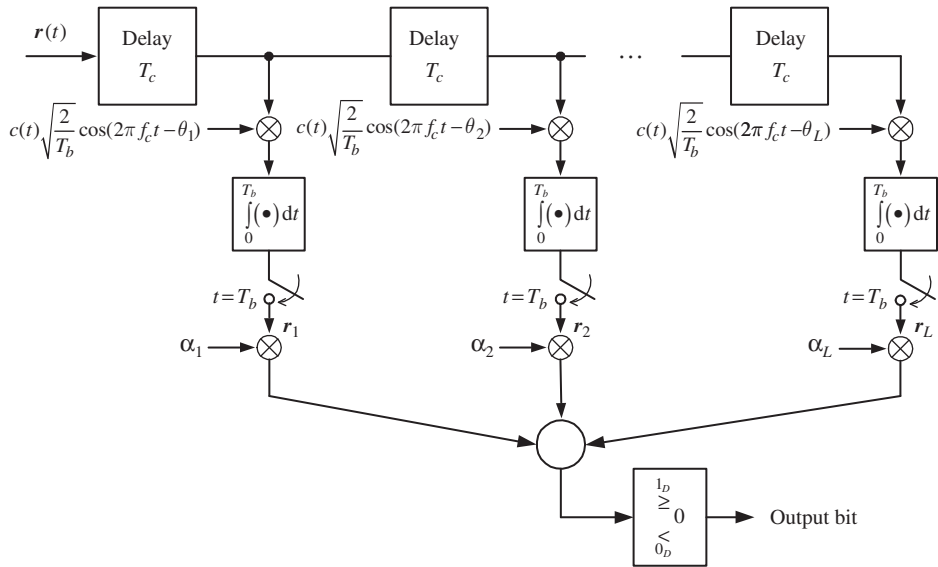 r(t)
Delay
T_c
Delay
T_c
...
Delay
T_c
c(t)√(2/T_b) cos(2πf_c t−θ_1)
c(t)√(2/T_b) cos(2πf_c t−θ_2)
c(t)√(2/T_b) cos(2πf_c t−θ_L)
∫_0^{T_b}(•)dt
∫_0^{T_b}(•)dt
∫_0^{T_b}(•)dt
t=T_b
t=T_b
t=T_b
r_1
r_2
r_L
α_1
α_2
α_L
1_D
≥
0
<
0_D
Output bit